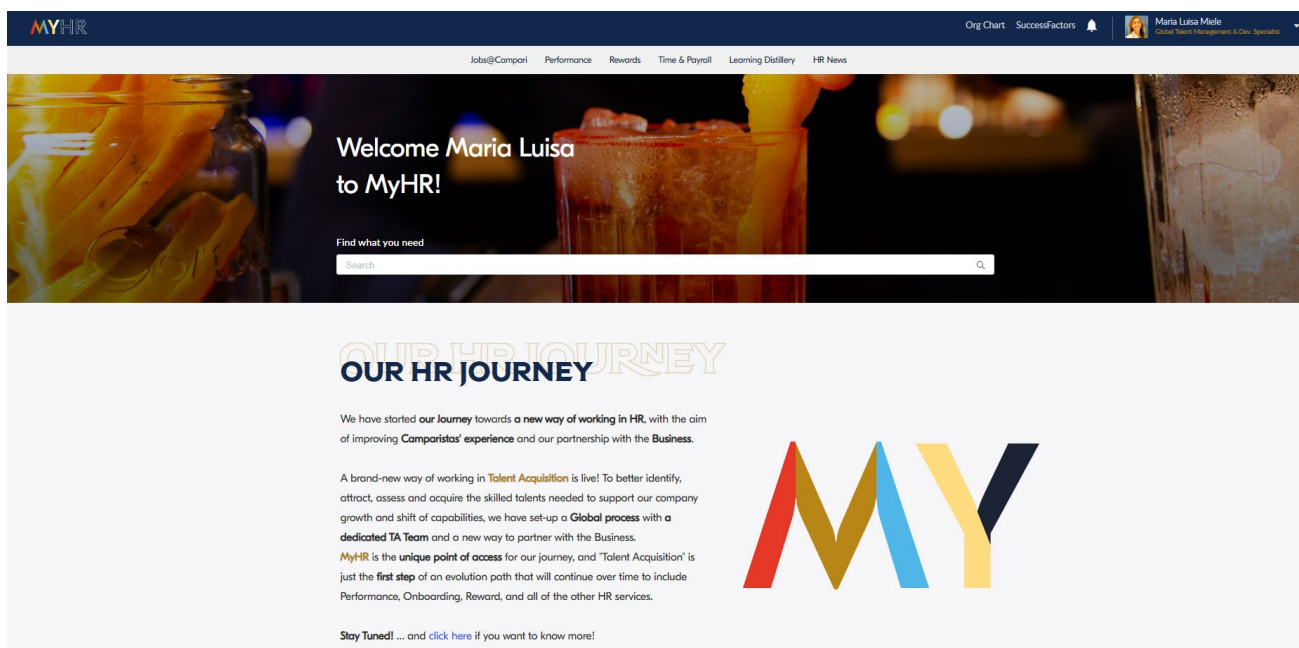 MYHR
Org Chart SuccessFactors
Maria Luisa Miele
Global Talent Management & Dev. Specialist
Jobs@Campari Performance Rewards Time & Payroll Learning Distillery HR News
Welcome Maria Luisa
to MyHR!
Find what you need
Search
OUR HR JOURNEY
OUR HR JOURNEY
We have started our Journey towards a new way of working in HR, with the aim
of improving Camparistas' experience and our partnership with the Business.
A brand-new way of working in Talent Acquisition is live! To better identify,
attract, assess and acquire the skilled talents needed to support our company
growth and shift of capabilities, we have set-up a Global process with a
dedicated TA Team and a new way to partner with the Business.
MyHR is the unique point of access for our journey, and "Talent Acquisition" is
just the first step of an evolution path that will continue over time to include
Performance, Onboarding, Reward, and all of the other HR services.
Stay Tuned! ... and click here if you want to know more!
MY